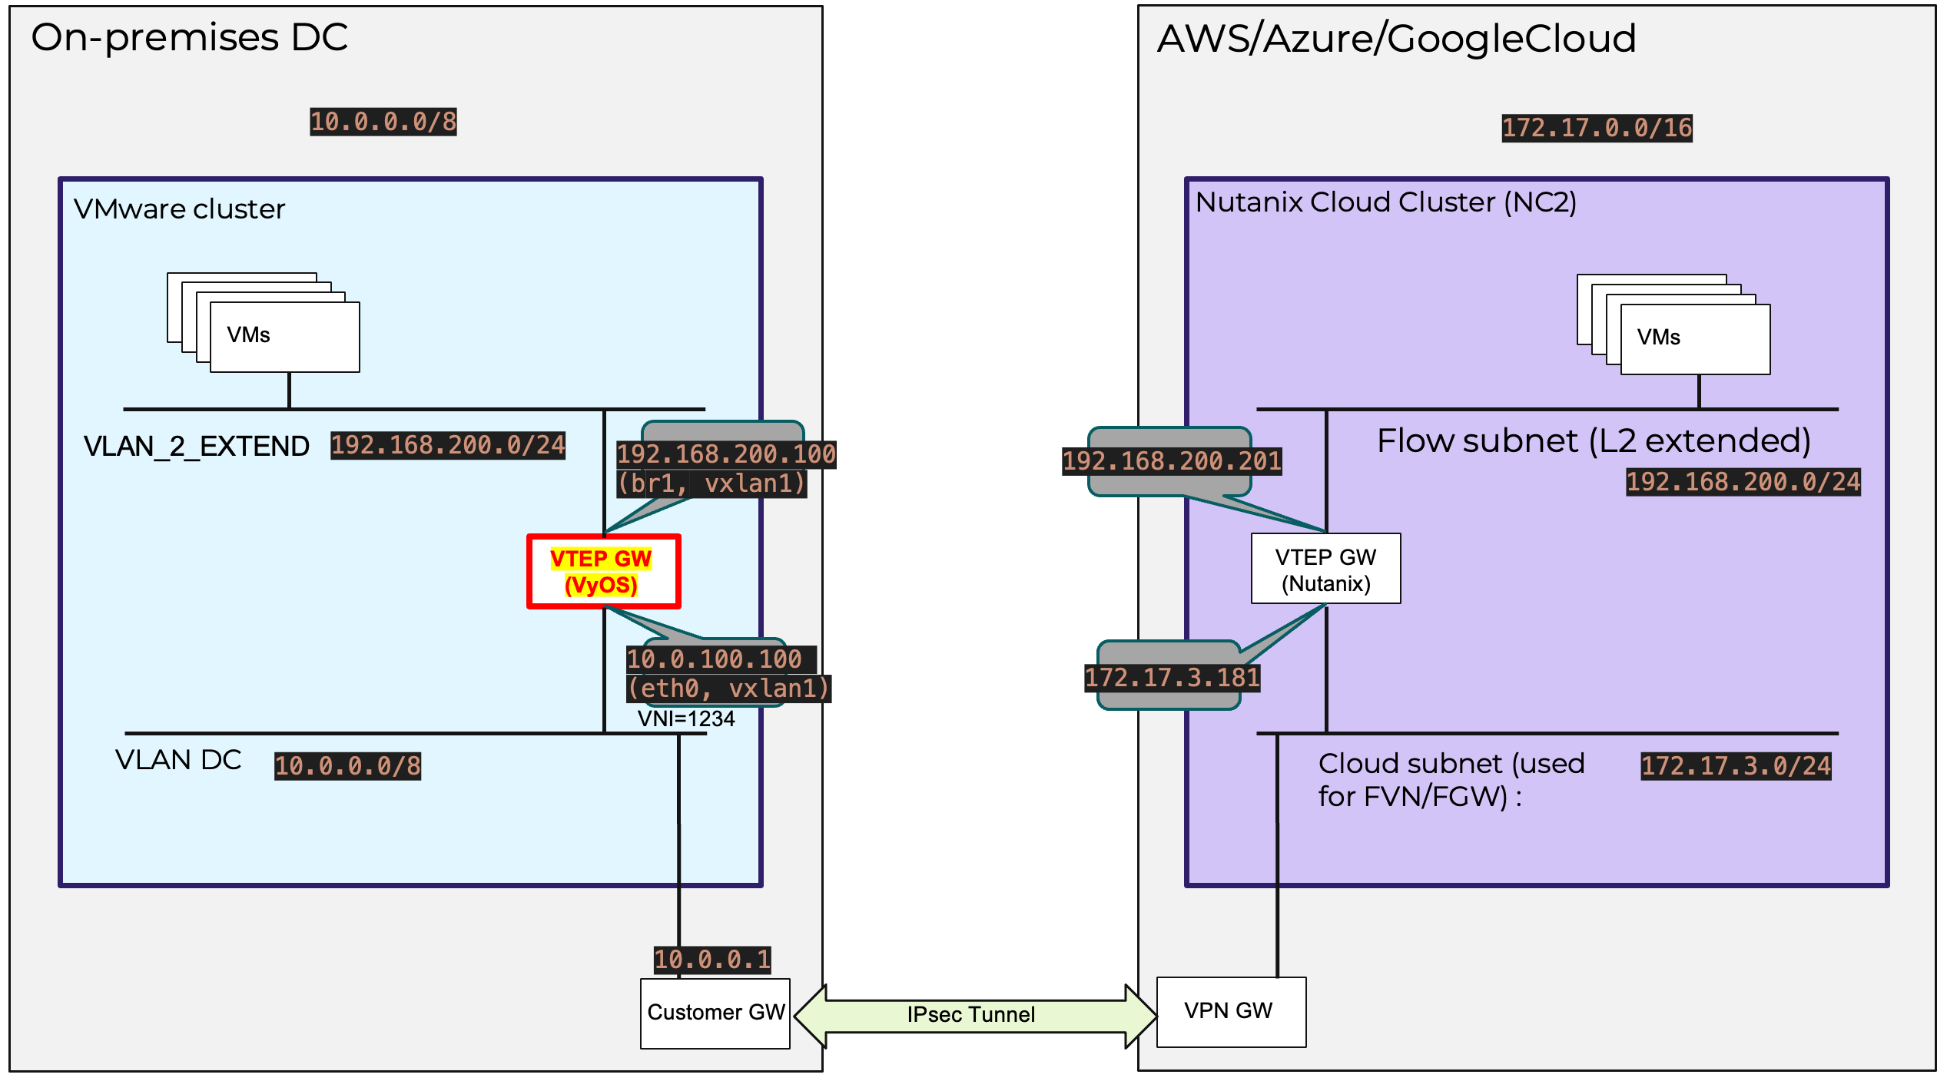 On-premises DC
10.0.0.0/8
VMware cluster
VMs
VLAN_2_EXTEND
192.168.200.0/24
192.168.200.100
(br1, vxlan1)
VTEP GW
(VyOS)
10.0.100.100
(eth0, vxlan1)
VNI=1234
VLAN DC
10.0.0.0/8
10.0.0.1
Customer GW
IPsec Tunnel
AWS/Azure/GoogleCloud
172.17.0.0/16
Nutanix Cloud Cluster (NC2)
VMs
192.168.200.201
Flow subnet (L2 extended)
192.168.200.0/24
VTEP GW
(Nutanix)
172.17.3.181
Cloud subnet (used
for FVN/FGW) :
172.17.3.0/24
VPN GW